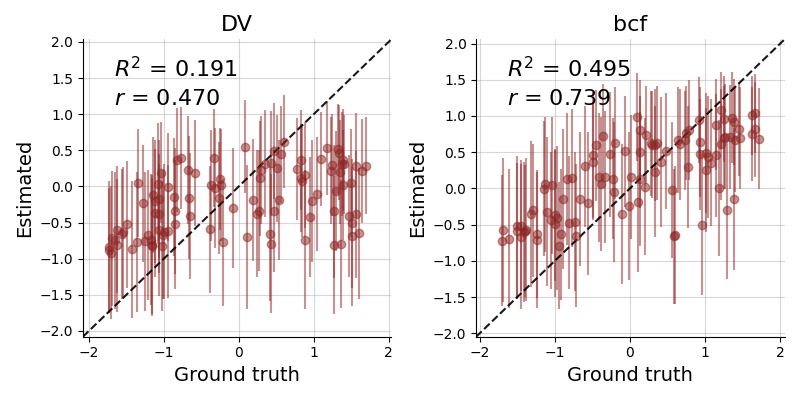 DV
R² = 0.191
r = 0.470
2.0
1.5
1.0
0.5
0.0
−0.5
−1.0
−1.5
−2.0
Estimated
−2 −1 0 1 2
Ground truth
bcf
R² = 0.495
r = 0.739
2.0
1.5
1.0
0.5
0.0
−0.5
−1.0
−1.5
−2.0
Estimated
−2 −1 0 1 2
Ground truth